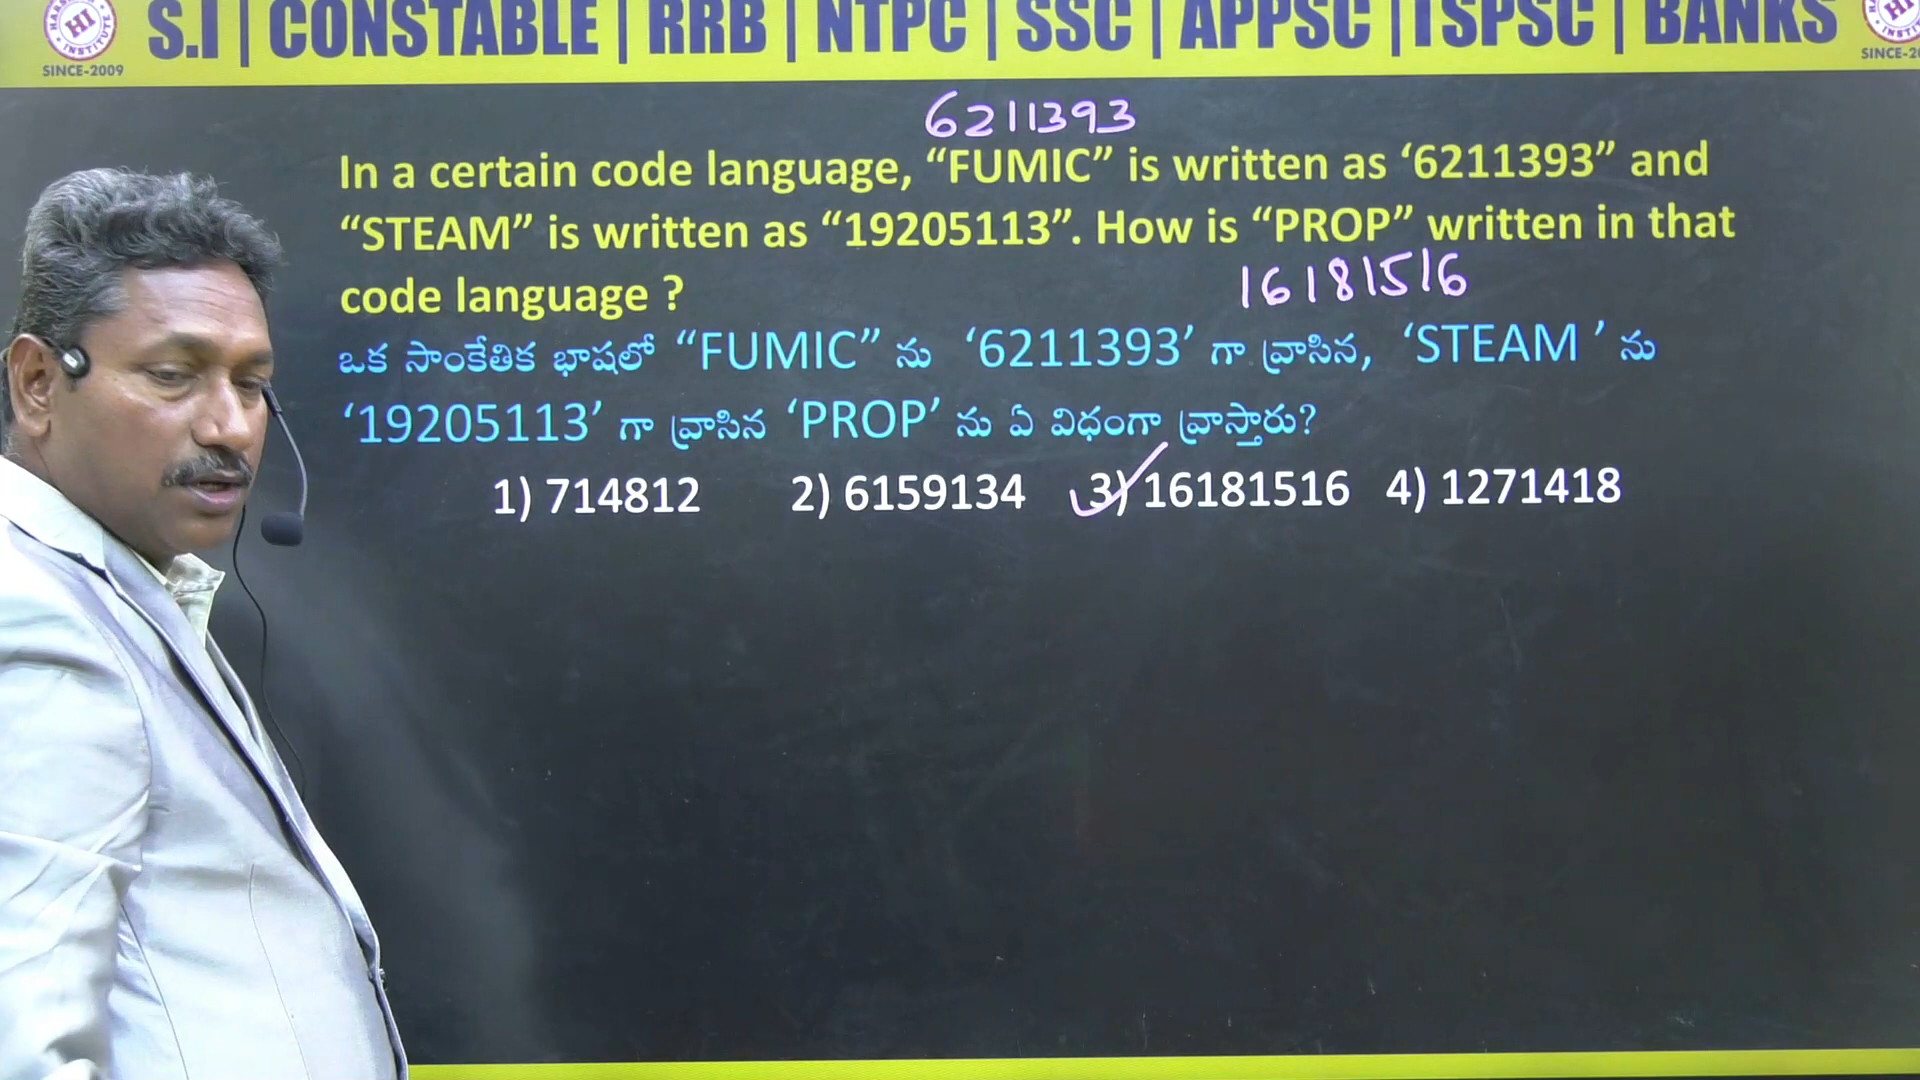 S.I | CONSTABLE | RRB | NTPC | SSC | APPSC | TSPSC | BANKS
HI
INSTITUTE
SINCE-2009
6211393
In a certain code language, “FUMIC” is written as ‘6211393” and
“STEAM” is written as “19205113”. How is “PROP” written in that
code language ?
16181516
ఒక సాంకేతిక భాషలో “FUMIC” ను ‘6211393’ గా వ్రాసిన, ‘STEAM ’ ను
‘19205113’ గా వ్రాసిన ‘PROP’ ను ఏ విధంగా వ్రాస్తారు?
1) 714812 2) 6159134 3) 16181516 4) 1271418